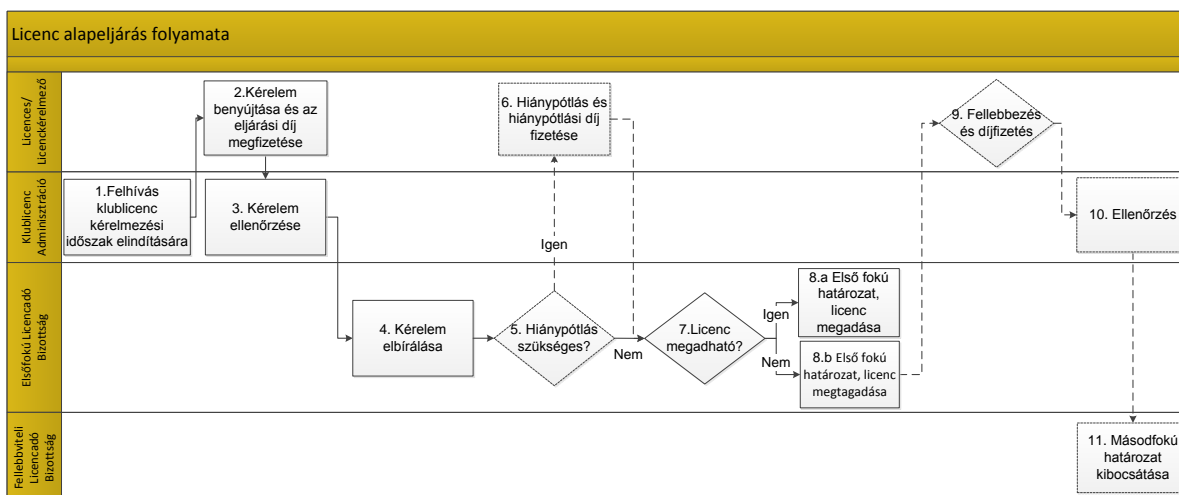 Licenc alapeljárás folyamata
Licences/
Licenckérelmező
2.Kérelem
benyújtása és az
eljárási díj
megfizetése
6. Hiánypótlás és
hiánypótlási díj
fizetése
9. Fellebbezés
és díjfizetés
Klublicenc
Adminisztráció
1.Felhívás
klublicenc
kérelmezési
időszak elindítására
3. Kérelem
ellenőrzése
10. Ellenőrzés
Igen
Elsőfokú Licencadó
Bizottság
4. Kérelem
elbírálása
5. Hiánypótlás
szükséges?
Nem
7.Licenc
megadható?
Igen
Nem
8.a Első fokú
határozat,
licenc
megadása
8.b Első fokú
határozat, licenc
megtagadása
Fellebbviteli
Licencadó
Bizottság
11. Másodfokú
határozat
kibocsátása